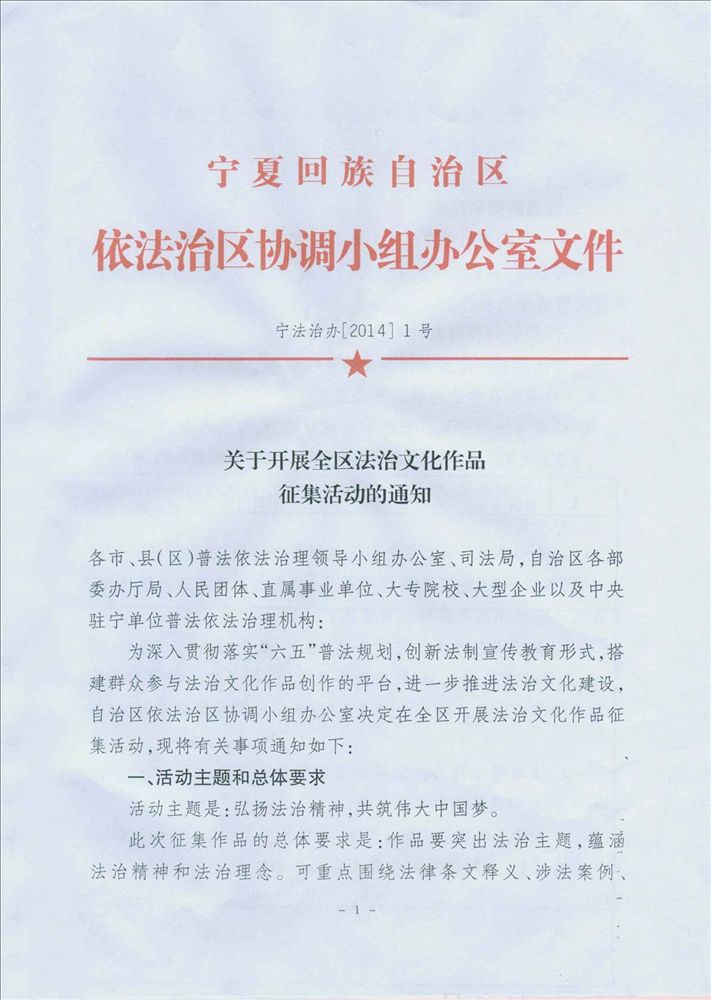 宁夏回族自治区
依法治区协调小组办公室文件
宁法治办[2014]1号
关于开展全区法治文化作品
征集活动的通知
各市、县(区)普法依法治理领导小组办公室、司法局,自治区各部
委办厅局、人民团体、直属事业单位、大专院校、大型企业以及中央
驻宁单位普法依法治理机构:
为深入贯彻落实“六五”普法规划,创新法制宣传教育形式,搭
建群众参与法治文化作品创作的平台,进一步推进法治文化建设,
自治区依法治区协调小组办公室决定在全区开展法治文化作品征
集活动,现将有关事项通知如下:
一、活动主题和总体要求
活动主题是:弘扬法治精神,共筑伟大中国梦。
此次征集作品的总体要求是:作品要突出法治主题,蕴涵
法治精神和法治理念。可重点围绕法律条文释义、涉法案例、
- 1 -